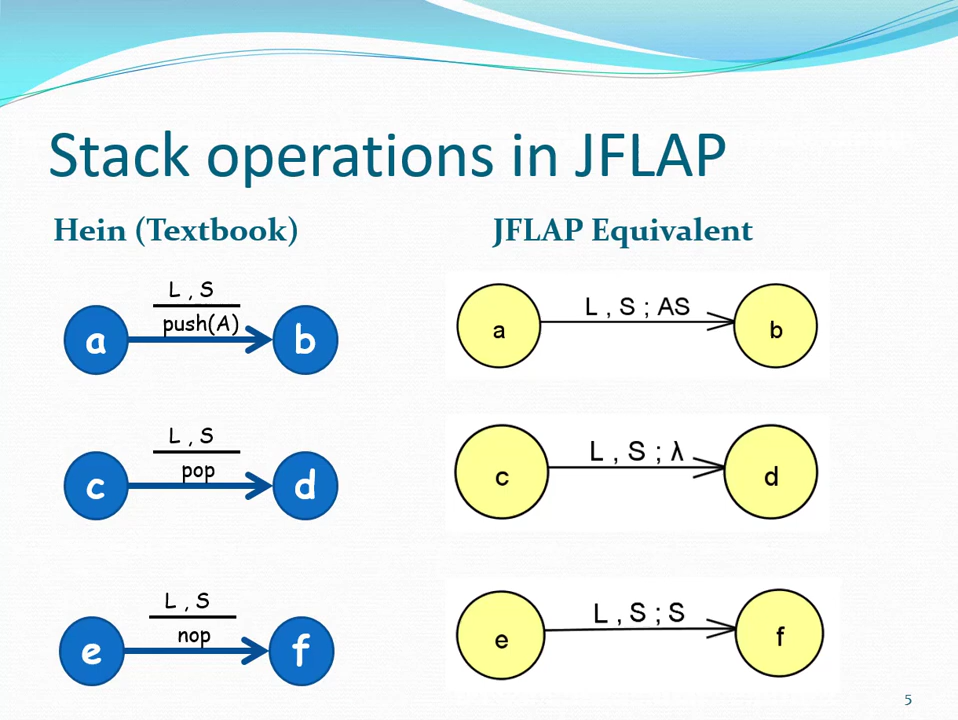 Stack operations in JFLAP
Hein (Textbook)
JFLAP Equivalent
L , S
push(A)
a
b
L , S ; AS
a
b
L , S
pop
c
d
L , S ; λ
c
d
L , S
nop
e
f
L , S ; S
e
f
5